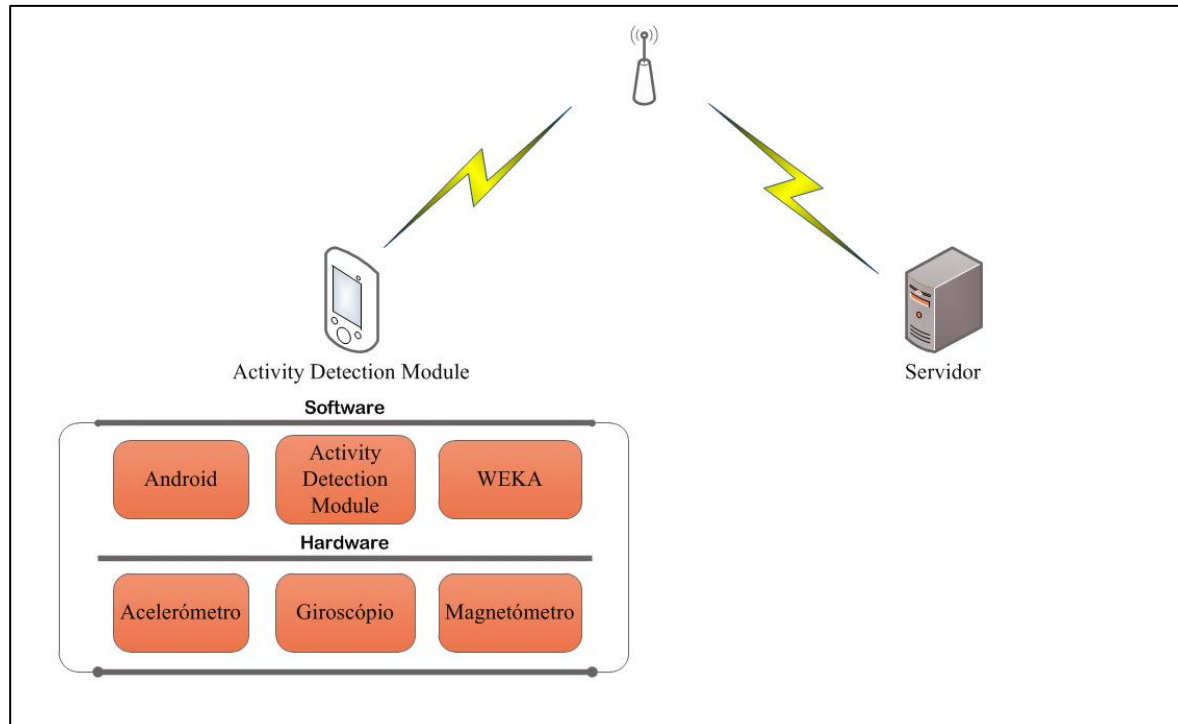 Activity Detection Module
Servidor
Software
Android
Activity
Detection
Module
WEKA
Hardware
Acelerómetro
Giroscópio
Magnetómetro